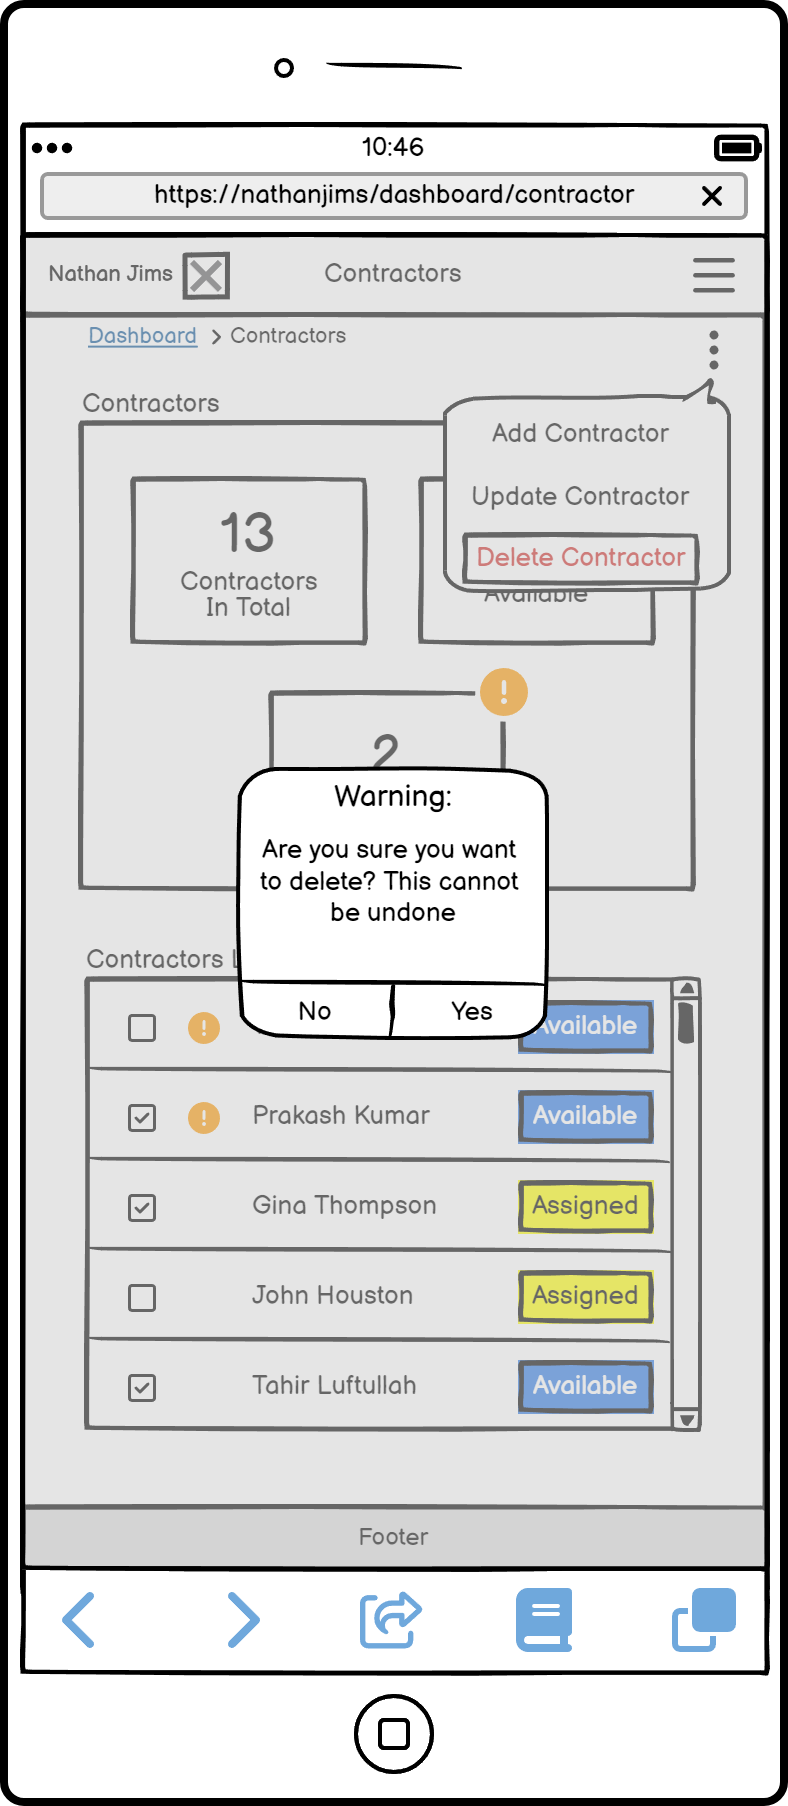 10:46
https://nathanjims/dashboard/contractor
Nathan Jims
Contractors
Dashboard
Contractors
Contractors
Add Contractor
Update Contractor
Delete Contractor
13
Contractors
In Total
Available
!
2
Warning:
Are you sure you want
to delete? This cannot
be undone
No
Yes
Contractors
!
Available
!
Prakash Kumar
Available
Gina Thompson
Assigned
John Houston
Assigned
Tahir Luftullah
Available
Footer